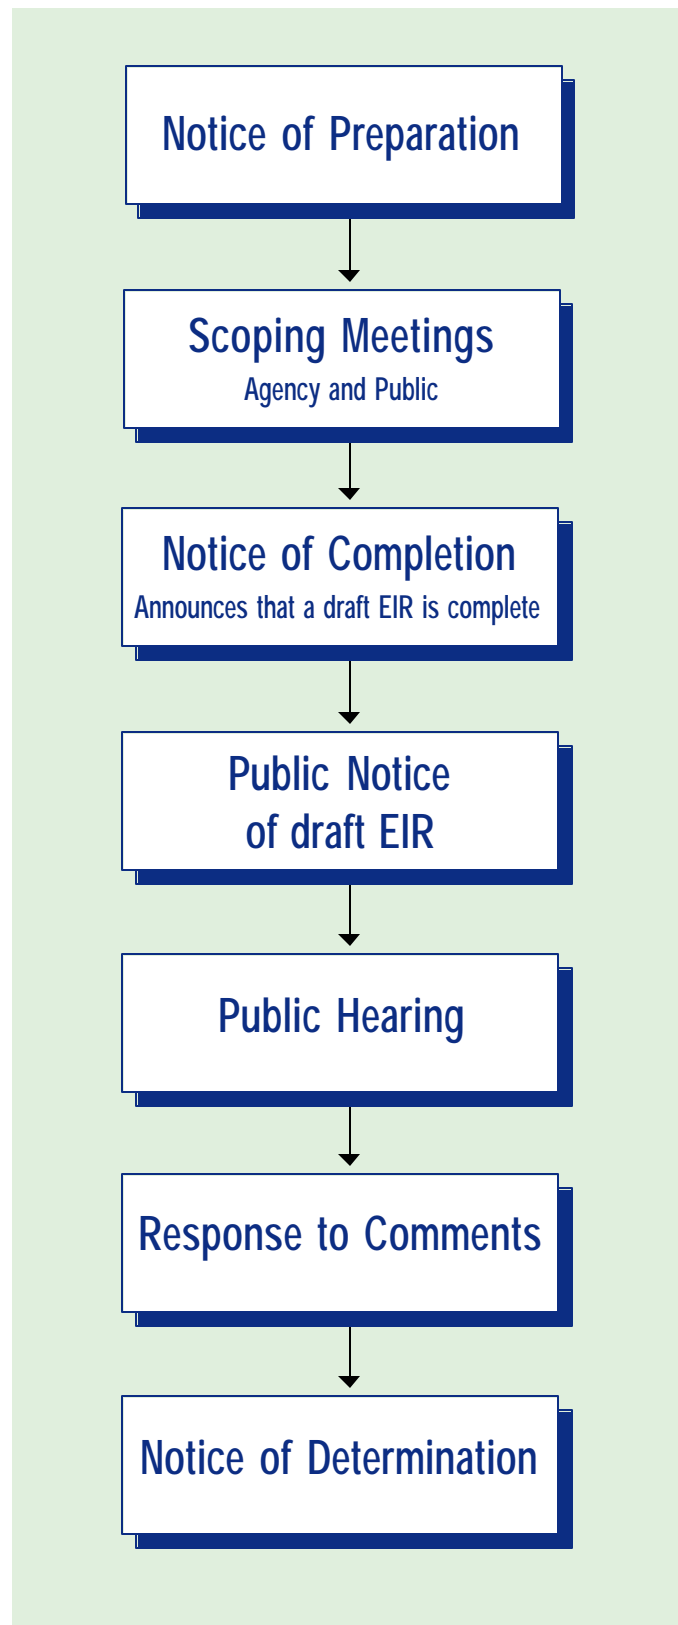 Notice of Preparation
Scoping Meetings
Agency and Public
Notice of Completion
Announces that a draft EIR is complete
Public Notice
of draft EIR
Public Hearing
Response to Comments
Notice of Determination